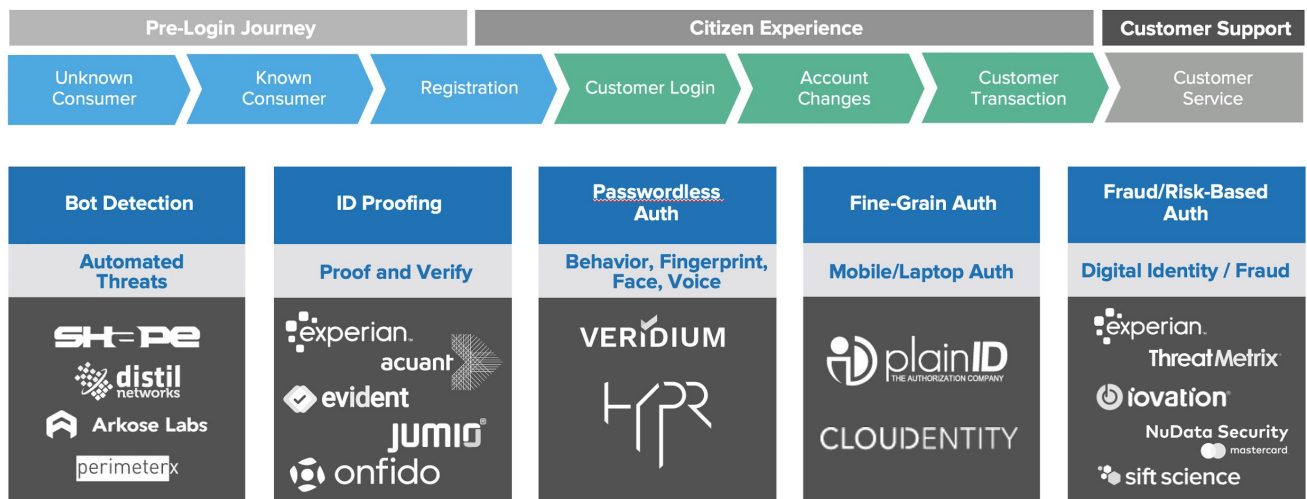 Pre-Login Journey
Citizen Experience
Customer Support
Unknown
Consumer
Known
Consumer
Registration
Customer Login
Account
Changes
Customer
Transaction
Customer
Service
Bot Detection
Automated
Threats
SHAPE
distil
networks
Arkose Labs
perimeterx
ID Proofing
Proof and Verify
experian™
acuant
evident
JUMIO®
onfido
Passwordless
Auth
Behavior, Fingerprint,
Face, Voice
VERIDIUM
HYPR
Fine-Grain Auth
Mobile/Laptop Auth
iD plainID
THE AUTHORIZATION COMPANY
CLOUDENTITY
Fraud/Risk-Based
Auth
Digital Identity / Fraud
experian™
ThreatMetrix
iovation®
NuData Security
mastercard
sift science